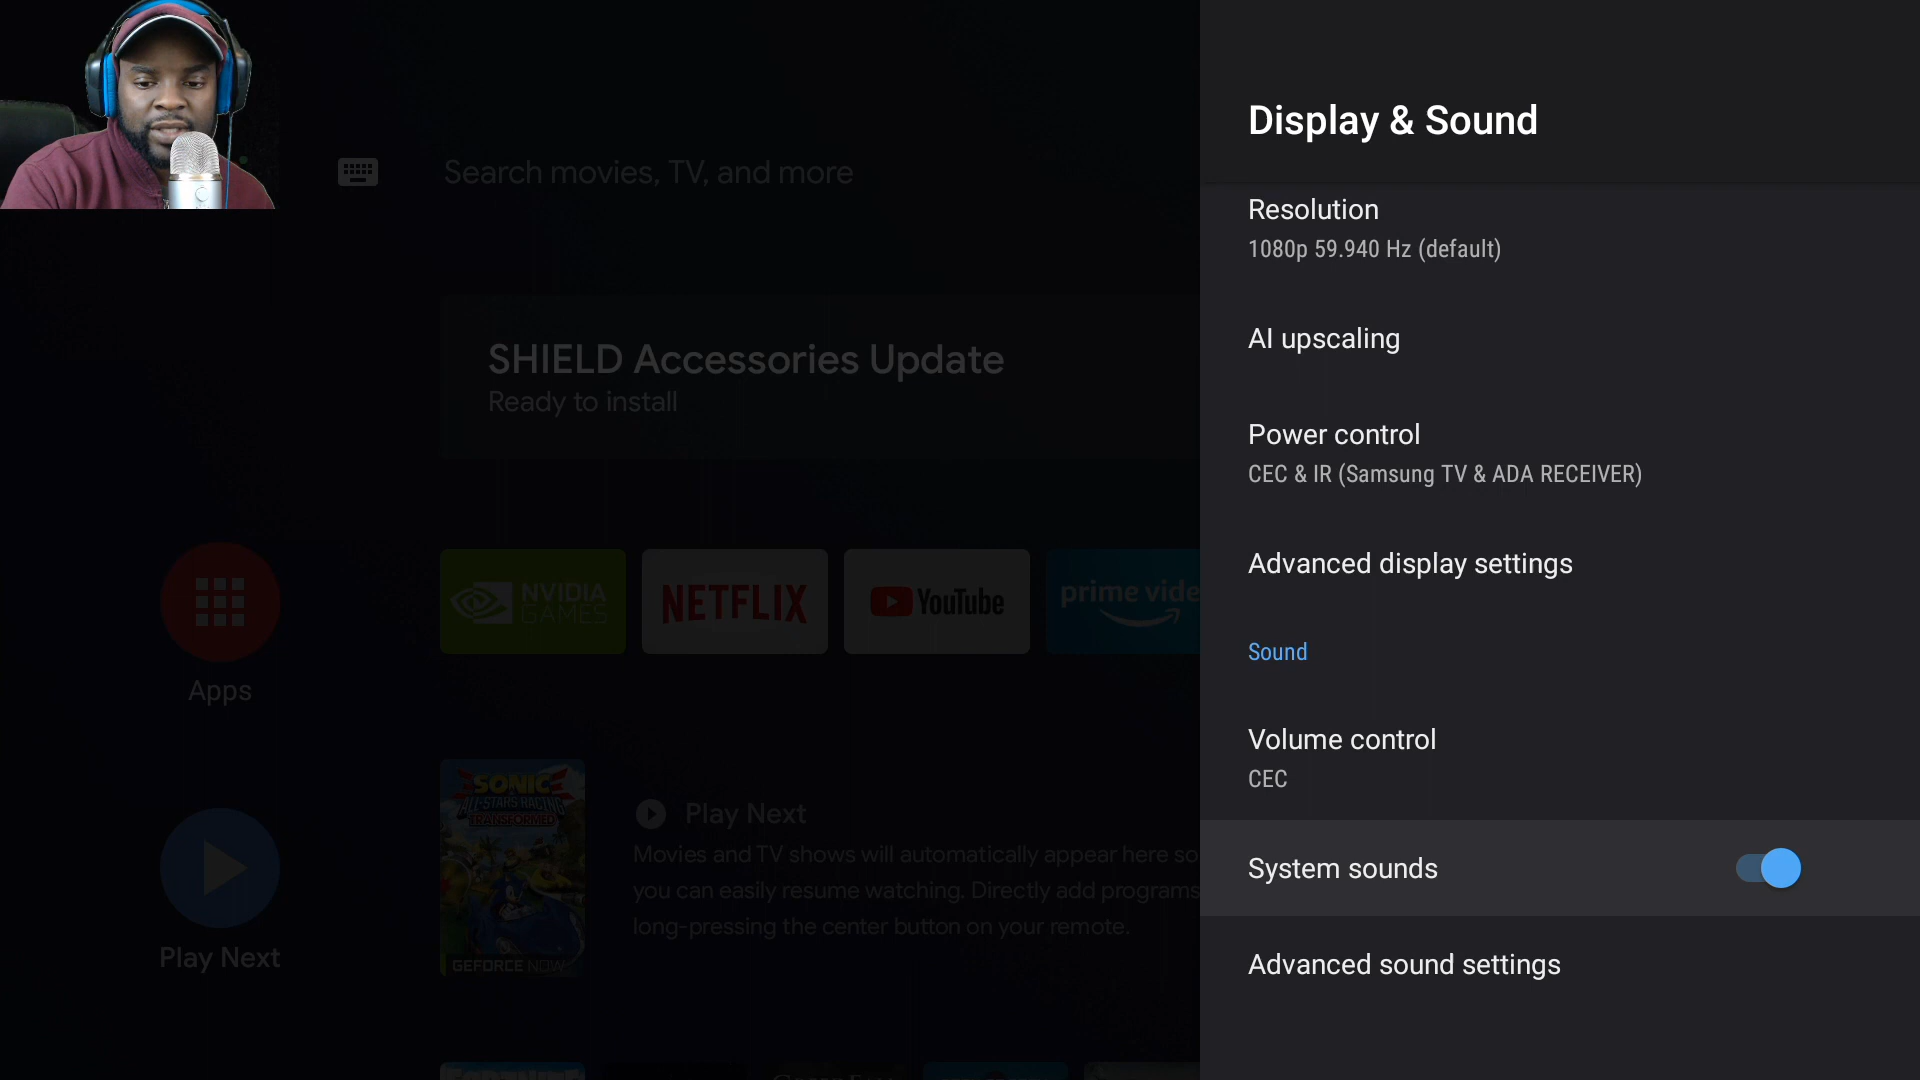 Search movies, TV, and more
SHIELD Accessories Update
Ready to install
Apps
NVIDIA
GAMES
NETFLIX
YouTube
prime vide
SONIC
ALL-STARS RACING
TRANSFORMED
GEFORCE NOW
Play Next
Play Next
Movies and TV shows will automatically appear here so
you can easily resume watching. Directly add programs
long-pressing the center button on your remote.
Display & Sound
Resolution
1080p 59.940 Hz (default)
AI upscaling
Power control
CEC & IR (Samsung TV & ADA RECEIVER)
Advanced display settings
Sound
Volume control
CEC
System sounds
Advanced sound settings